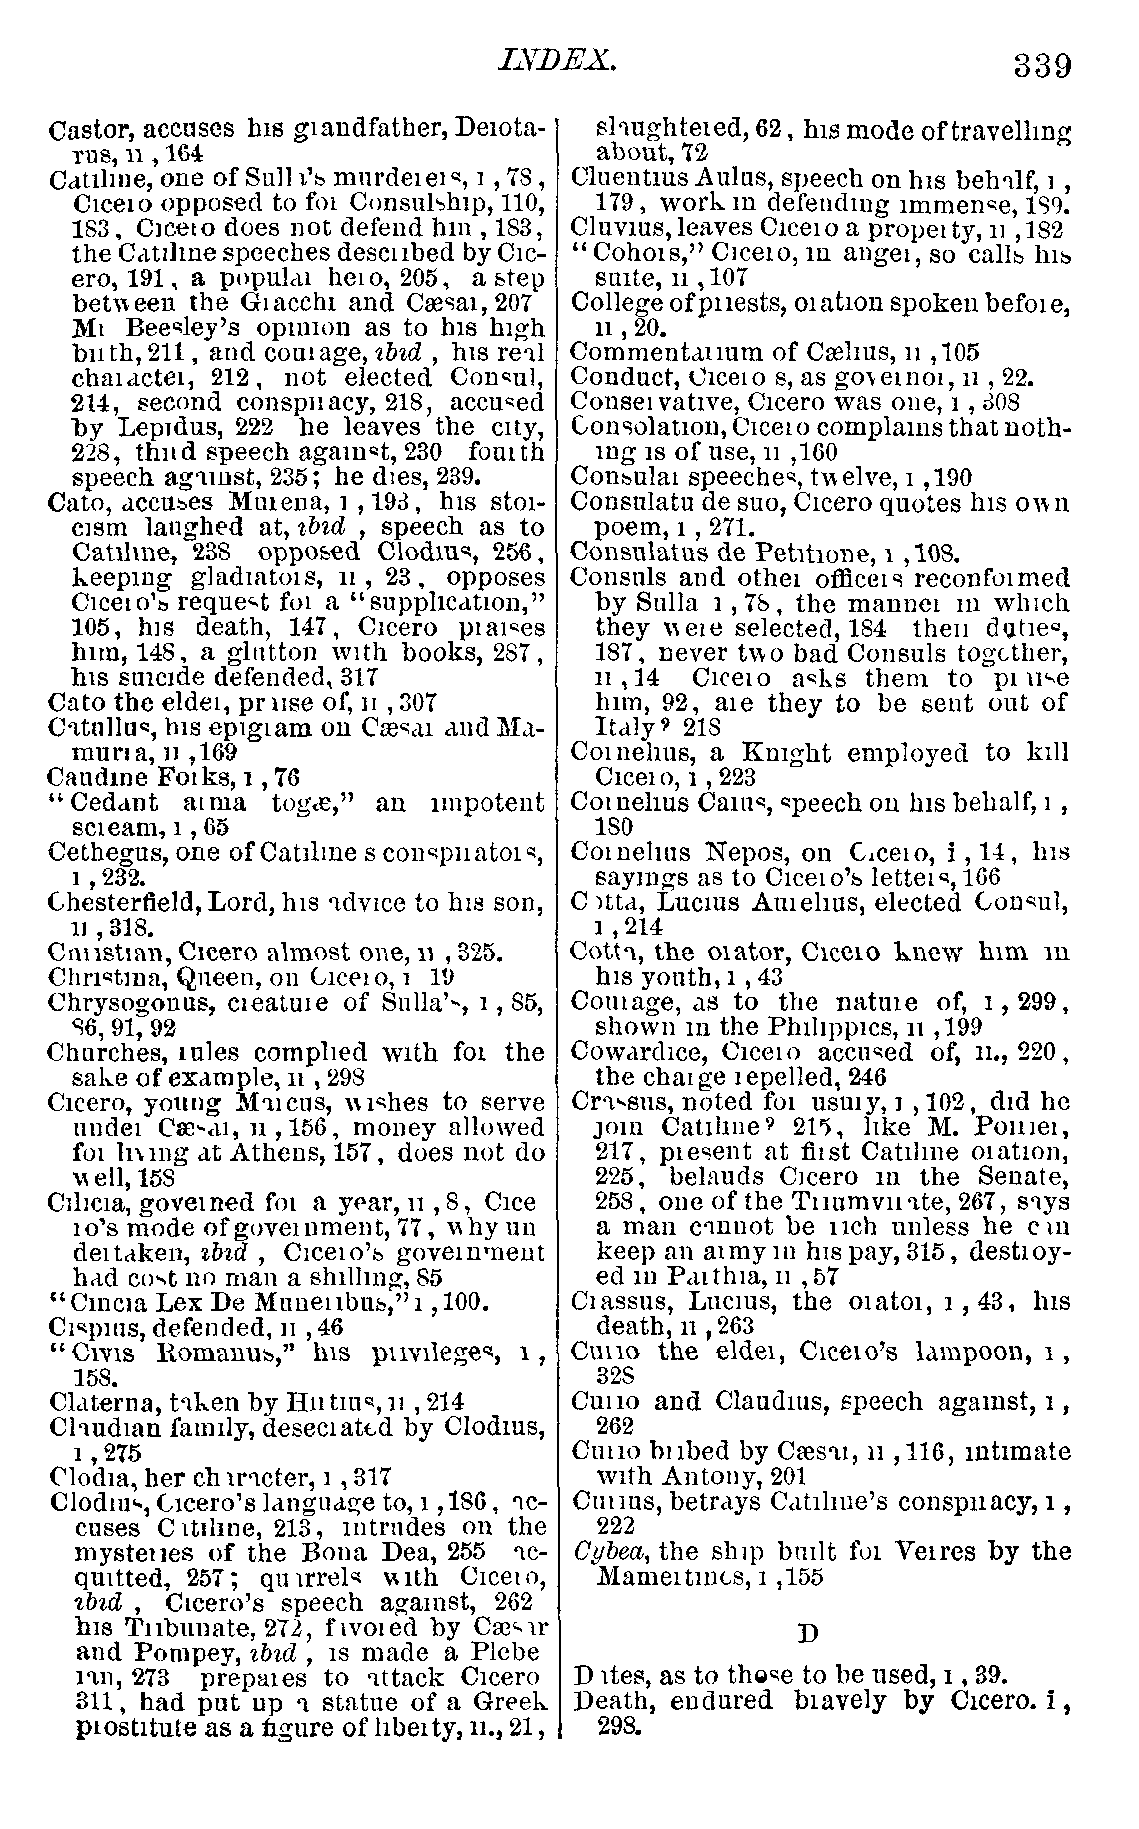 INDEX.
339
Castor, accuses his grandfather, Deiota-
rus, ii., 164
Catiline, one of Sulla's murderers, i., 78,
Cicero opposed to for Consulship, 110,
183, Cicero does not defend him, 183,
the Catiline speeches described by Cic-
ero, 191, a popular hero, 205, a step
between the Gracchi and Cæsar, 207
Mr Beesley's opinion as to his high
birth, 211, and courage, ibid, his real
character, 212, not elected Consul,
214, second conspiracy, 218, accused
by Lepidus, 222 he leaves the city,
228, third speech against, 230 fourth
speech against, 235; he dies, 239.
Cato, accuses Murena, i, 193, his stoi-
cism laughed at, ibid, speech as to
Catiline, 238 opposed Clodius, 256,
keeping gladiators, ii, 23, opposes
Cicero's request for a "supplication,"
105, his death, 147, Cicero praises
him, 148, a glutton with books, 287,
his suicide defended, 317
Cato the elder, praise of, ii, 307
Catullus, his epigram on Cæsar and Ma-
murra, ii, 169
Caudine Forks, i, 76
"Cedant arma togæ," an impotent
scream, i, 65
Cethegus, one of Catiline s conspirators,
i, 232.
Chesterfield, Lord, his advice to his son,
ii, 318.
Christian, Cicero almost one, ii, 325.
Christina, Queen, on Cicero, i 19
Chrysogonus, creature of Sulla's, i, 85,
86, 91, 92
Churches, rules complied with for the
sake of example, ii, 298
Cicero, young Marcus, wishes to serve
under Cæsar, ii, 156, money allowed
for living at Athens, 157, does not do
well, 158
Cilicia, governed for a year, ii, 8, Cice
ro's mode of government, 77, why un
dertaken, ibid, Cicero's government
had cost no man a shilling, 85
"Cincia Lex De Muneribus," i, 100.
Cispius, defended, ii, 46
"Civis Romanus," his privileges, i,
158.
Claterna, taken by Hirtius, ii, 214
Claudian family, desecrated by Clodius,
i, 275
Clodia, her character, i, 317
Clodius, Cicero's language to, i, 186, ac-
cuses Catiline, 213, intrudes on the
mysteries of the Bona Dea, 255 ac-
quitted, 257; quarrels with Cicero,
ibid, Cicero's speech against, 262
his Tribunate, 272, favored by Cæsar
and Pompey, ibid, is made a Plebe
ian, 273 prepares to attack Cicero
311, had put up a statue of a Greek
prostitute as a figure of liberty, ii., 21,
slaughtered, 62, his mode of travelling
about, 72
Cluentius Aulus, speech on his behalf, i,
179, work in defending immense, 189.
Cluvius, leaves Cicero a property, ii, 182
"Cohors," Cicero, in anger, so calls his
suite, ii, 107
College of priests, oration spoken before,
ii, 20.
Commentarium of Cælius, ii, 105
Conduct, Cicero s, as governor, ii, 22.
Conservative, Cicero was one, i, 308
Consolation, Cicero complains that noth-
ing is of use, ii, 160
Consular speeches, twelve, i, 190
Consulatu de suo, Cicero quotes his own
poem, i, 271.
Consulatus de Petitione, i, 108.
Consuls and other officers reconformed
by Sulla i, 78, the manner in which
they were selected, 184 their duties,
187, never two bad Consuls together,
ii, 14 Cicero asks them to praise
him, 92, are they to be sent out of
Italy? 218
Cornelius, a Knight employed to kill
Cicero, i, 223
Cornelius Caius, speech on his behalf, i,
180
Cornelius Nepos, on Cicero, i, 14, his
sayings as to Cicero's letters, 166
Cotta, Lucius Aurelius, elected Consul,
i, 214
Cotta, the orator, Cicero knew him in
his youth, i, 43
Courage, as to the nature of, i, 299,
shown in the Philippics, ii, 199
Cowardice, Cicero accused of, ii., 220,
the charge repelled, 246
Crassus, noted for usury, i, 102, did he
join Catiline? 215, like M. Poirier,
217, present at first Catiline oration,
225, belauds Cicero in the Senate,
258, one of the Triumvirate, 267, says
a man cannot be rich unless he can
keep an army in his pay, 315, destroy-
ed in Parthia, ii, 57
Crassus, Lucius, the orator, i, 43, his
death, ii, 263
Curio the elder, Cicero's lampoon, i,
328
Curio and Claudius, speech against, i,
262
Curio bribed by Cæsar, ii, 116, intimate
with Antony, 201
Curius, betrays Catiline's conspiracy, i,
222
Cybea, the ship built for Verres by the
Mamertines, i, 155
D
Dates, as to those to be used, i, 39.
Death, endured bravely by Cicero. i,
298.